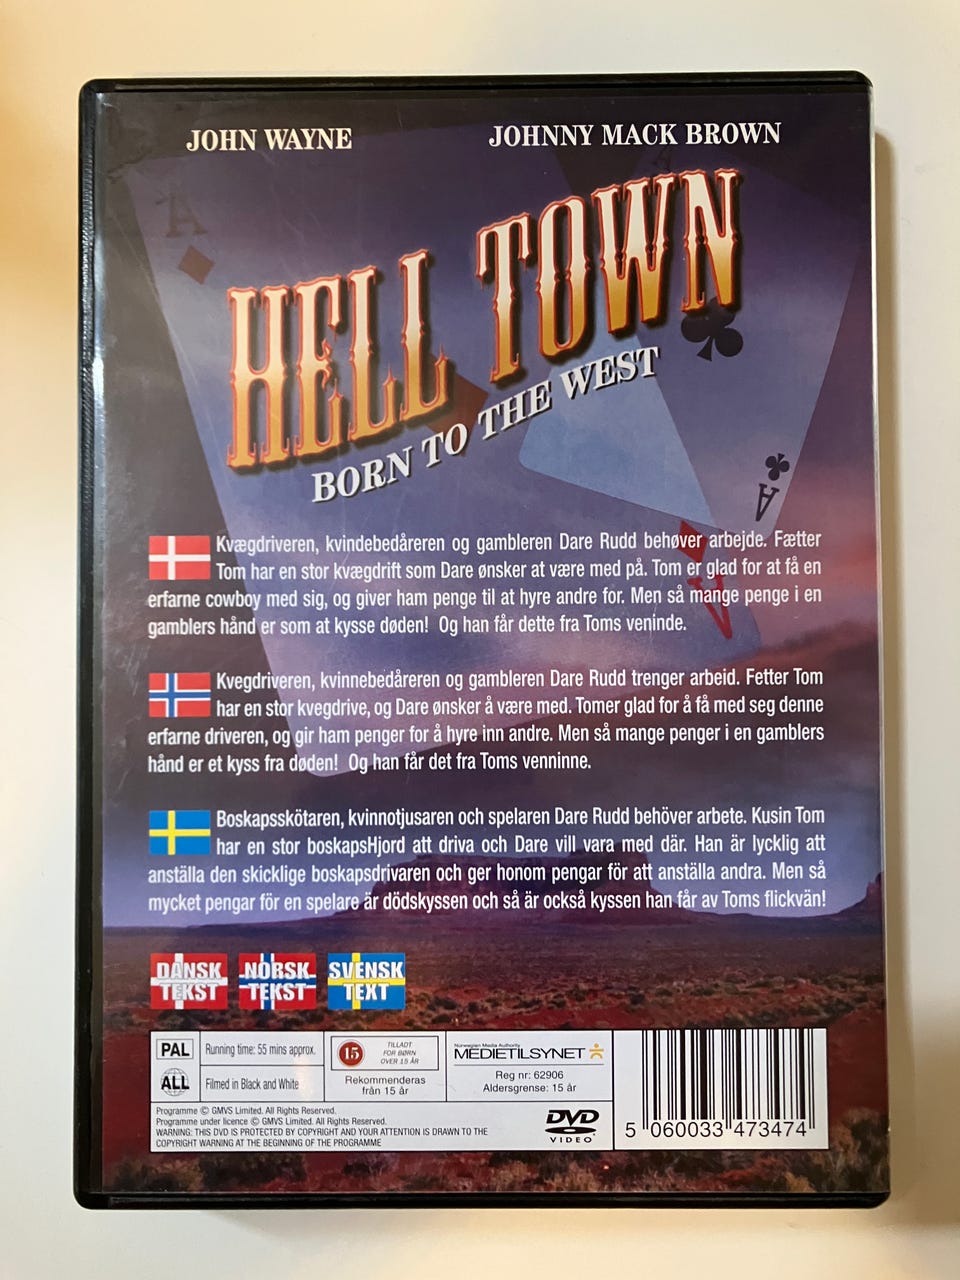 JOHN WAYNE
JOHNNY MACK BROWN
A
A
HELL TOWN
BORN TO THE WEST
A
A
Kvægdriveren, kvindebedåreren og gambleren Dare Rudd behøver arbejde. Fætter
Tom har en stor kvægdrift som Dare ønsker at være med på. Tom er glad for at få en
erfarne cowboy med sig, og giver ham penge til at hyre andre for. Men så mange penge i en
gamblers hånd er som at kysse døden! Og han får dette fra Toms veninde.
Kvegdriveren, kvinnebedåreren og gambleren Dare Rudd trenger arbeid. Fetter Tom
har en stor kvegdrive, og Dare ønsker å være med. Tomer glad for å få med seg denne
erfarne driveren, og gir ham penger for å hyre inn andre. Men så mange penger i en gamblers
hånd er et kyss fra døden! Og han får det fra Toms venninne.
Boskapsskötaren, kvinnotjusaren och spelaren Dare Rudd behöver arbete. Kusin Tom
har en stor boskapsHjord att driva och Dare vill vara med där. Han är lycklig att
anställa den skicklige boskapsdrivaren och ger honom pengar för att anställa andra. Men så
mycket pengar för en spelare är dödskyssen och så är också kyssen han får av Toms flickvän!
DANSK TEKST
NORSK TEKST
SVENSK TEXT
PAL
Running time: 55 mins approx.
ALL
Filmed in Black and White
15
TILLADT
FOR BØRN
OVER 15 ÅR
Rekommenderas
från 15 år
Norwegian Media Authority
MEDIETILSYNET
Reg nr: 62906
Aldersgrense: 15 år
Programme © GMVS Limited. All Rights Reserved.
Programme under licence © GMVS Limited. All Rights Reserved.
WARNING: THIS DVD IS PROTECTED BY COPYRIGHT AND YOUR ATTENTION IS DRAWN TO THE
COPYRIGHT WARNING AT THE BEGINNING OF THE PROGRAMME
DVD
VIDEO
5 060033 473474